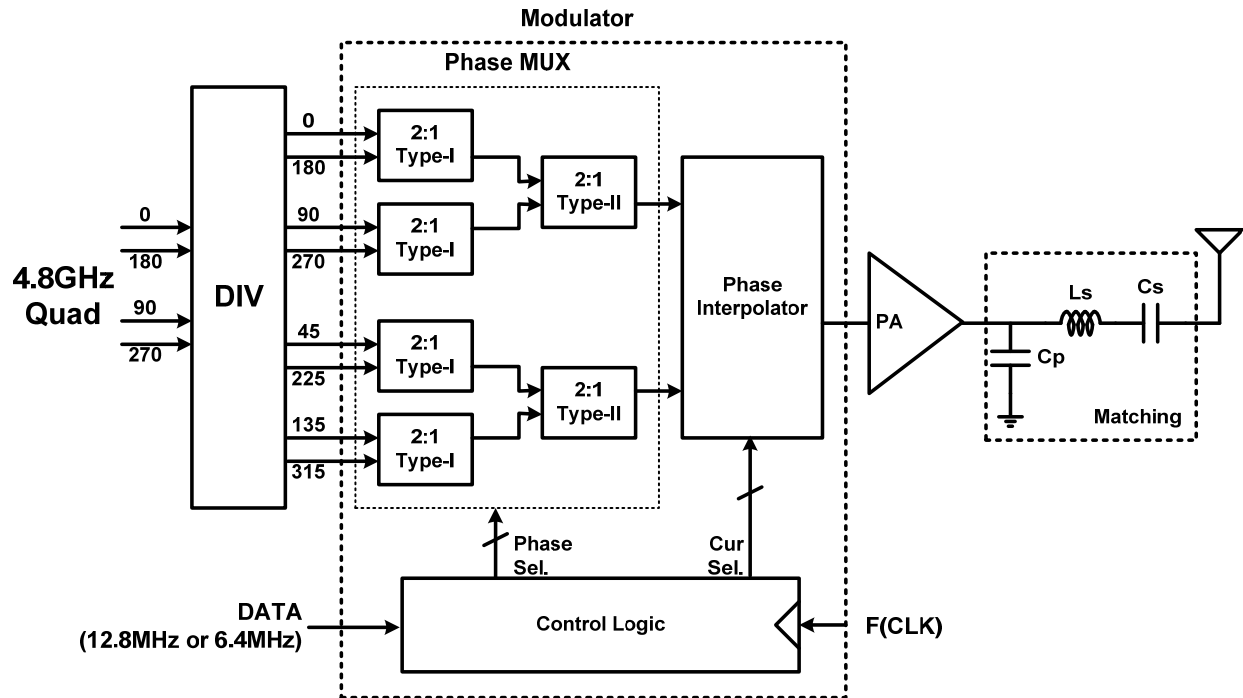 Modulator
Phase MUX
0
180
90
270
4.8GHz
Quad
DIV
0
180
90
270
45
225
135
315
2:1
Type-I
2:1
Type-I
2:1
Type-I
2:1
Type-I
2:1
Type-II
2:1
Type-II
Phase
Interpolator
PA
Ls
Cs
Cp
Matching
Phase
Sel.
Cur
Sel.
DATA
(12.8MHz or 6.4MHz)
Control Logic
F(CLK)